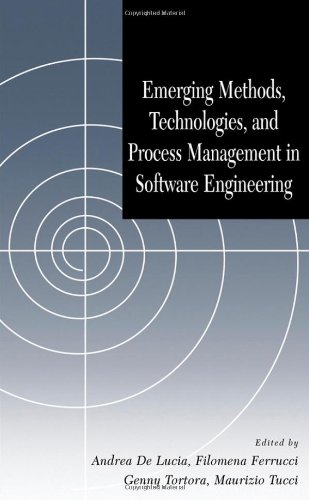 Emerging Methods,
Technologies, and
Process Management in
Software Engineering
Edited by
Andrea De Lucia, Filomena Ferrucci
Genny Tortora, Maurizio Tucci